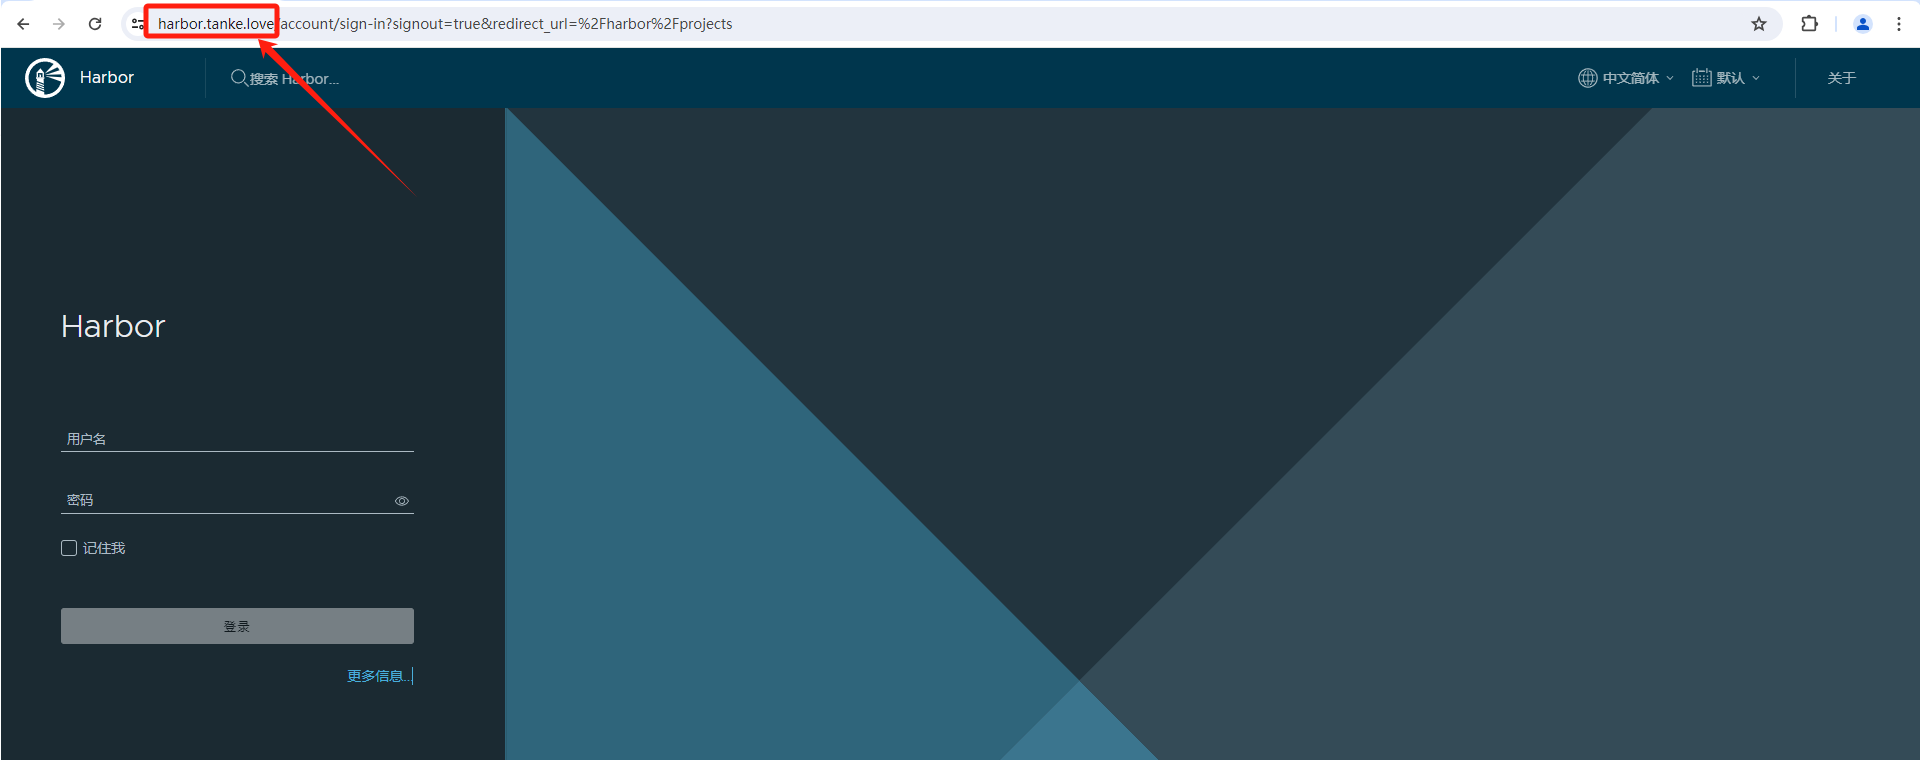 harbor.tanke.love/account/sign-in?signout=true&redirect_url=%2Fharbor%2Fprojects
Harbor 搜索 Harbor... 中文简体 默认 关于
Harbor
用户名
密码
记住我
登录
更多信息...